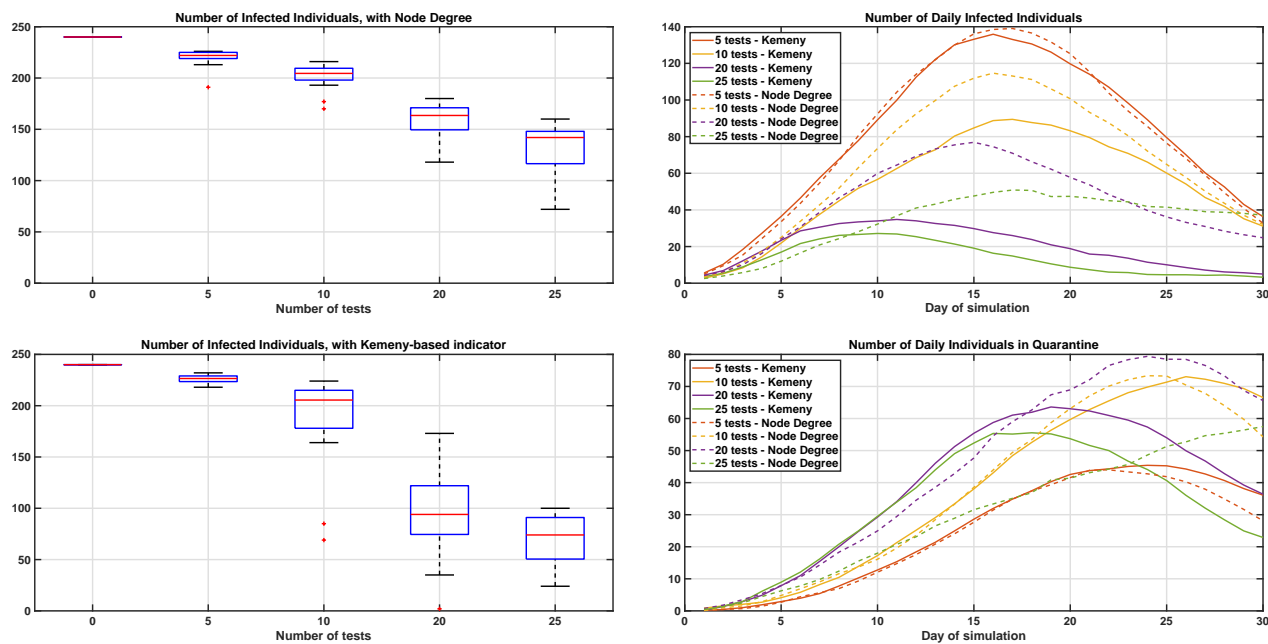 Number of Infected Individuals, with Node Degree
250
200
150
100
50
0
0 5 10 20 25
Number of tests
Number of Daily Infected Individuals
140
120
100
80
60
40
20
0
5 tests - Kemeny
10 tests - Kemeny
20 tests - Kemeny
25 tests - Kemeny
5 tests - Node Degree
10 tests - Node Degree
20 tests - Node Degree
25 tests - Node Degree
0 5 10 15 20 25 30
Day of simulation
Number of Infected Individuals, with Kemeny-based indicator
250
200
150
100
50
0
0 5 10 20 25
Number of tests
Number of Daily Individuals in Quarantine
80
70
60
50
40
30
20
10
0
5 tests - Kemeny
10 tests - Kemeny
20 tests - Kemeny
25 tests - Kemeny
5 tests - Node Degree
10 tests - Node Degree
20 tests - Node Degree
25 tests - Node Degree
0 5 10 15 20 25 30
Day of simulation